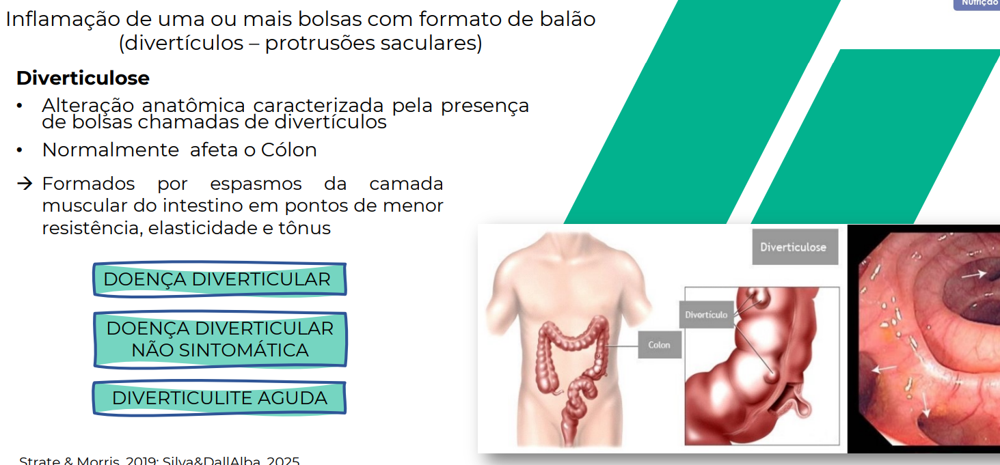 Nutrição
Inflamação de uma ou mais bolsas com formato de balão
(divertículos – protrusões saculares)
Diverticulose
• Alteração anatômica caracterizada pela presença
de bolsas chamadas de divertículos
• Normalmente afeta o Cólon
→ Formados por espasmos da camada
muscular do intestino em pontos de menor
resistência, elasticidade e tônus
DOENÇA DIVERTICULAR
DOENÇA DIVERTICULAR
NÃO SINTOMÁTICA
DIVERTICULITE AGUDA
Diverticulose
Divortículo
Colon
Strate & Morris, 2019; Silva&DallAlba, 2025